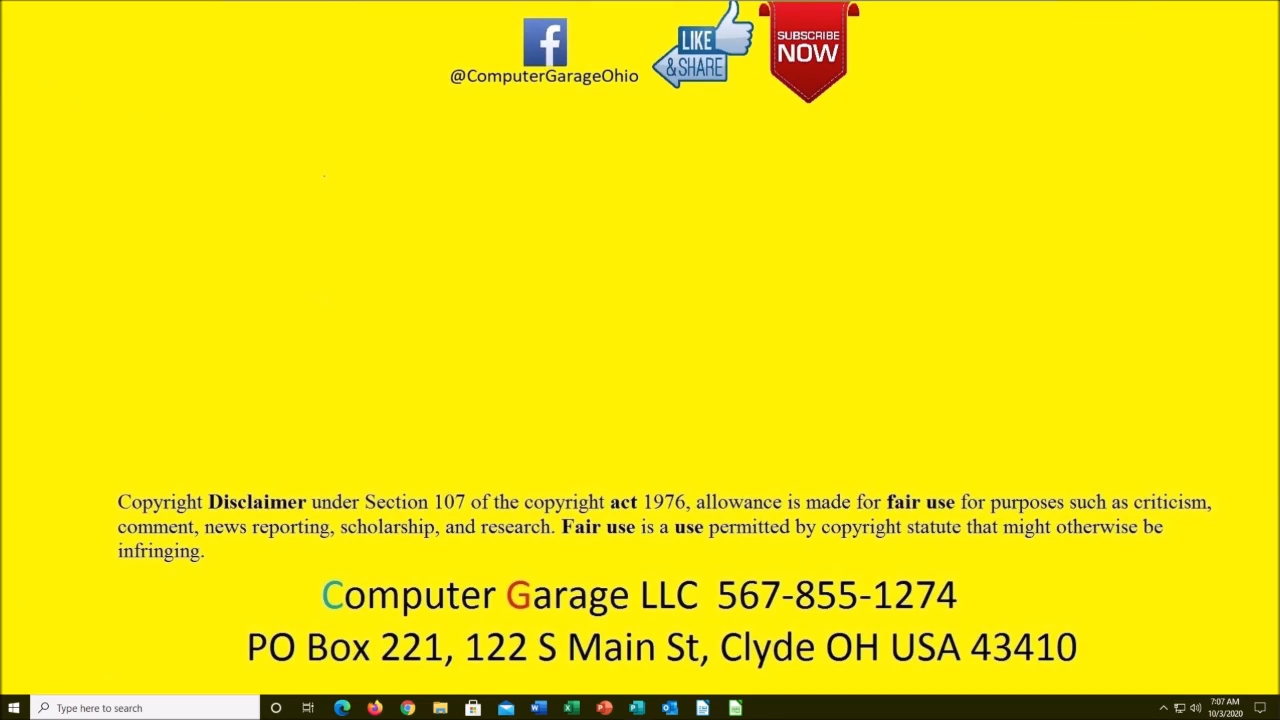 LIKE
& SHARE
SUBSCRIBE
NOW
@ComputerGarageOhio
Copyright Disclaimer under Section 107 of the copyright act 1976, allowance is made for fair use for purposes such as criticism,
comment, news reporting, scholarship, and research. Fair use is a use permitted by copyright statute that might otherwise be
infringing.
Computer Garage LLC 567-855-1274
PO Box 221, 122 S Main St, Clyde OH USA 43410
Type here to search
7:07 AM
10/3/2020